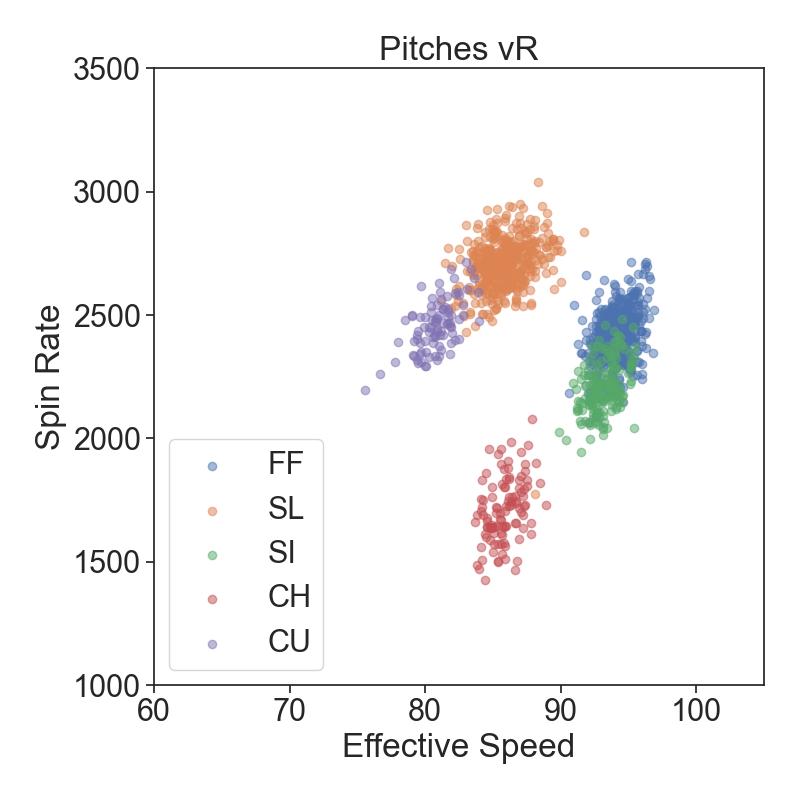 Pitches vR
3500
3000
2500
2000
1500
1000
Spin Rate
FF
SL
SI
CH
CU
60 70 80 90 100
Effective Speed